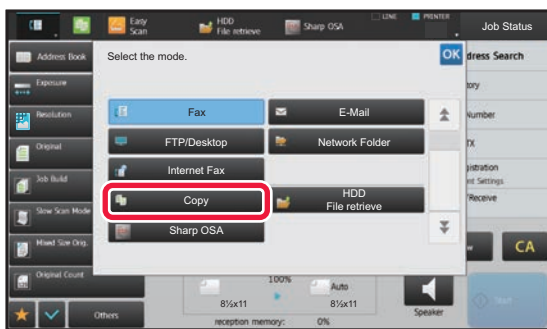 Easy
Scan
HDD
File retrieve
Sharp OSA
LINE
PRINTER
Job Status
Address Book
Select the mode.
OK
dress Search
Exposure
Fax
E-Mail
ory
Resolution
FTP/Desktop
Network Folder
Number
Original
Internet Fax
TX
Job Build
Copy
HDD
File retrieve
gistration
nt Settings
Receive
Slow Scan Mode
Sharp OSA
Mixed Size Orig.
w
CA
Original Count
100%
Auto
8½x11
8½x11
Speaker
Start
Others
reception memory:
0%